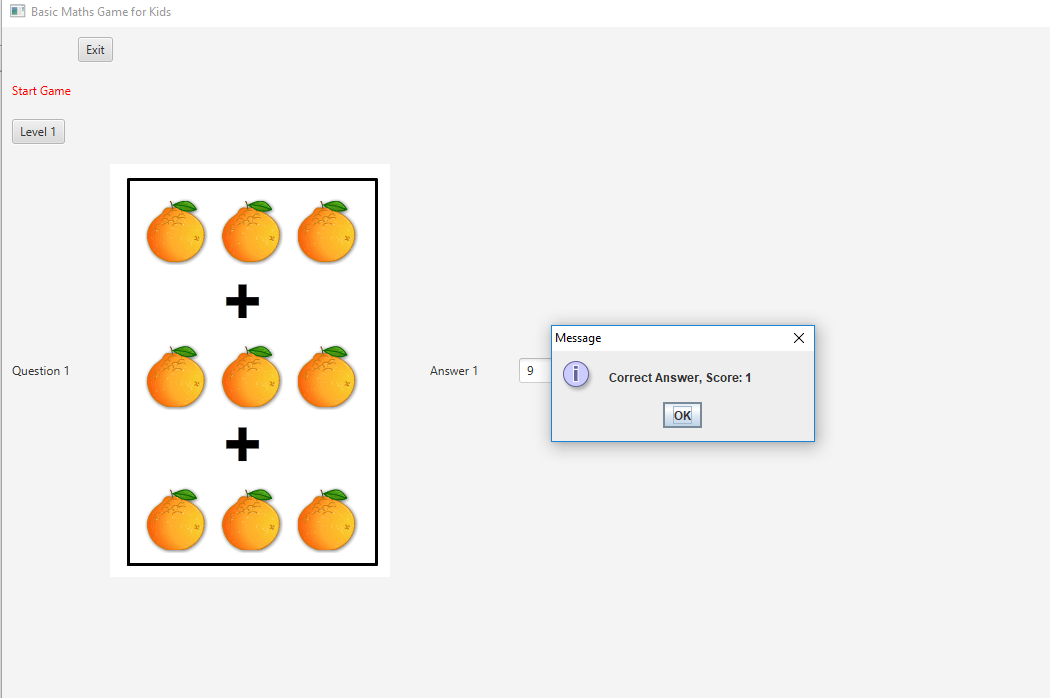 Basic Maths Game for Kids
Exit
Start Game
Level 1
+
+
Question 1
Answer 1
9
Message
Correct Answer, Score: 1
OK